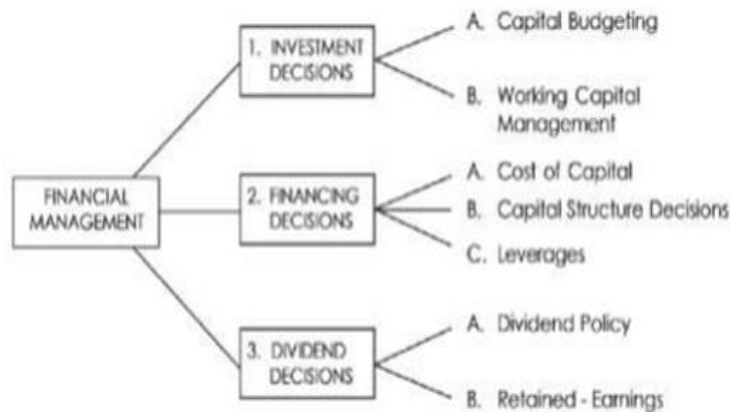 FINANCIAL
MANAGEMENT
1. INVESTMENT
DECISIONS
A. Capital Budgeting
B. Working Capital
Management
2. FINANCING
DECISIONS
A. Cost of Capital
B. Capital Structure Decisions
C. Leverages
3. DIVIDEND
DECISIONS
A. Dividend Policy
B. Retained - Earnings